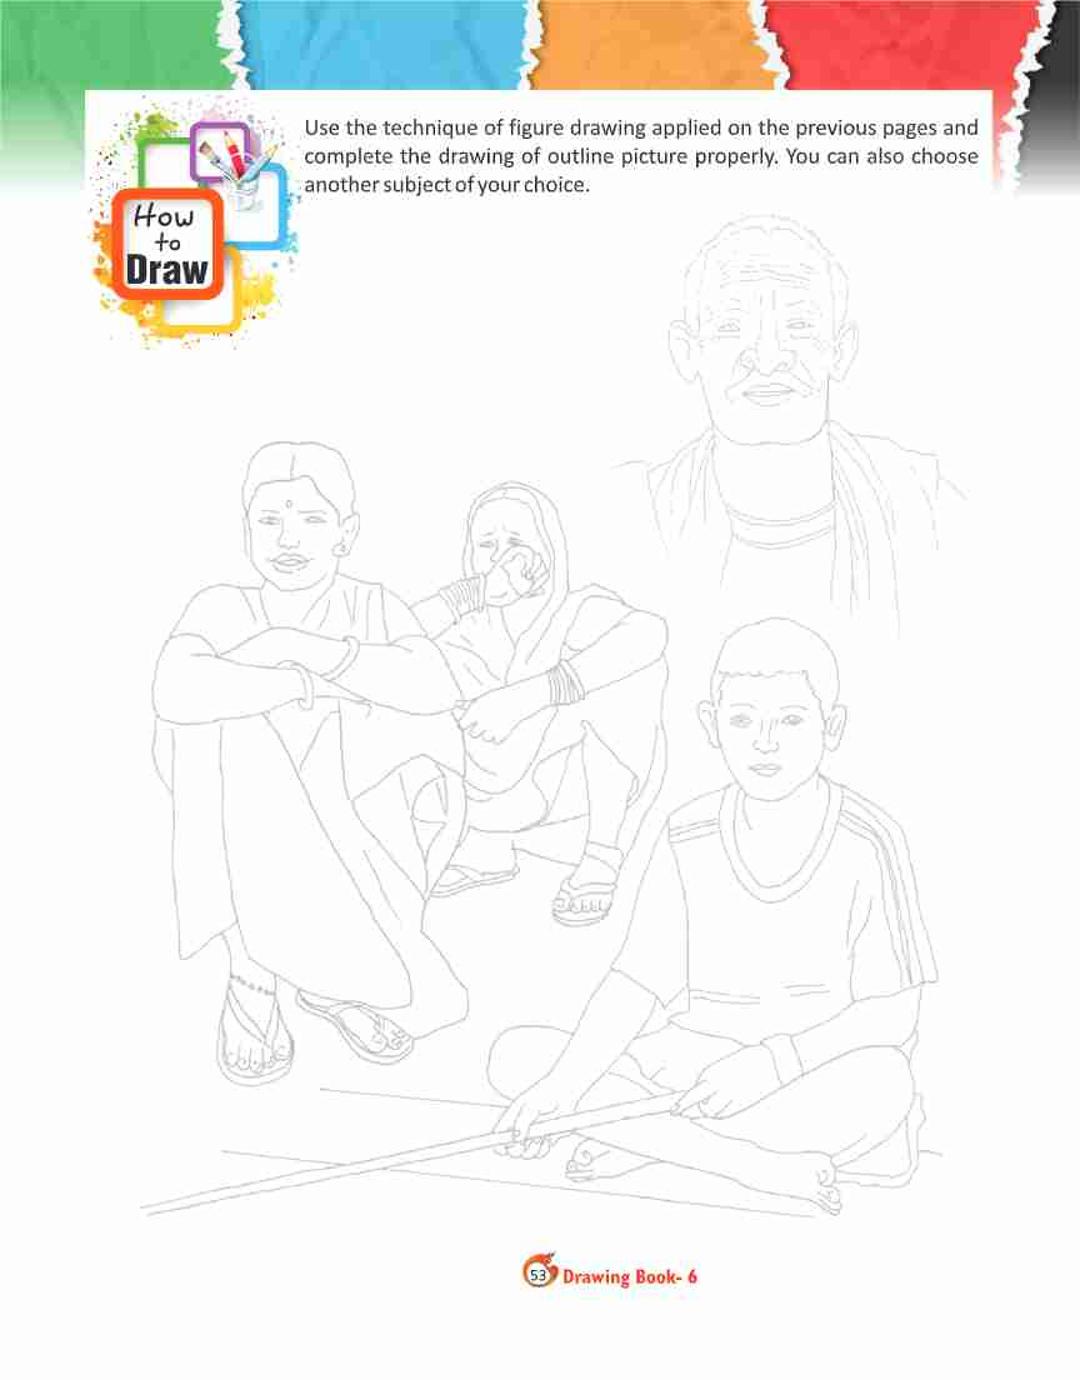 Use the technique of figure drawing applied on the previous pages and
complete the drawing of outline picture properly. You can also choose
another subject of your choice.
How
to
Draw
53 Drawing Book- 6